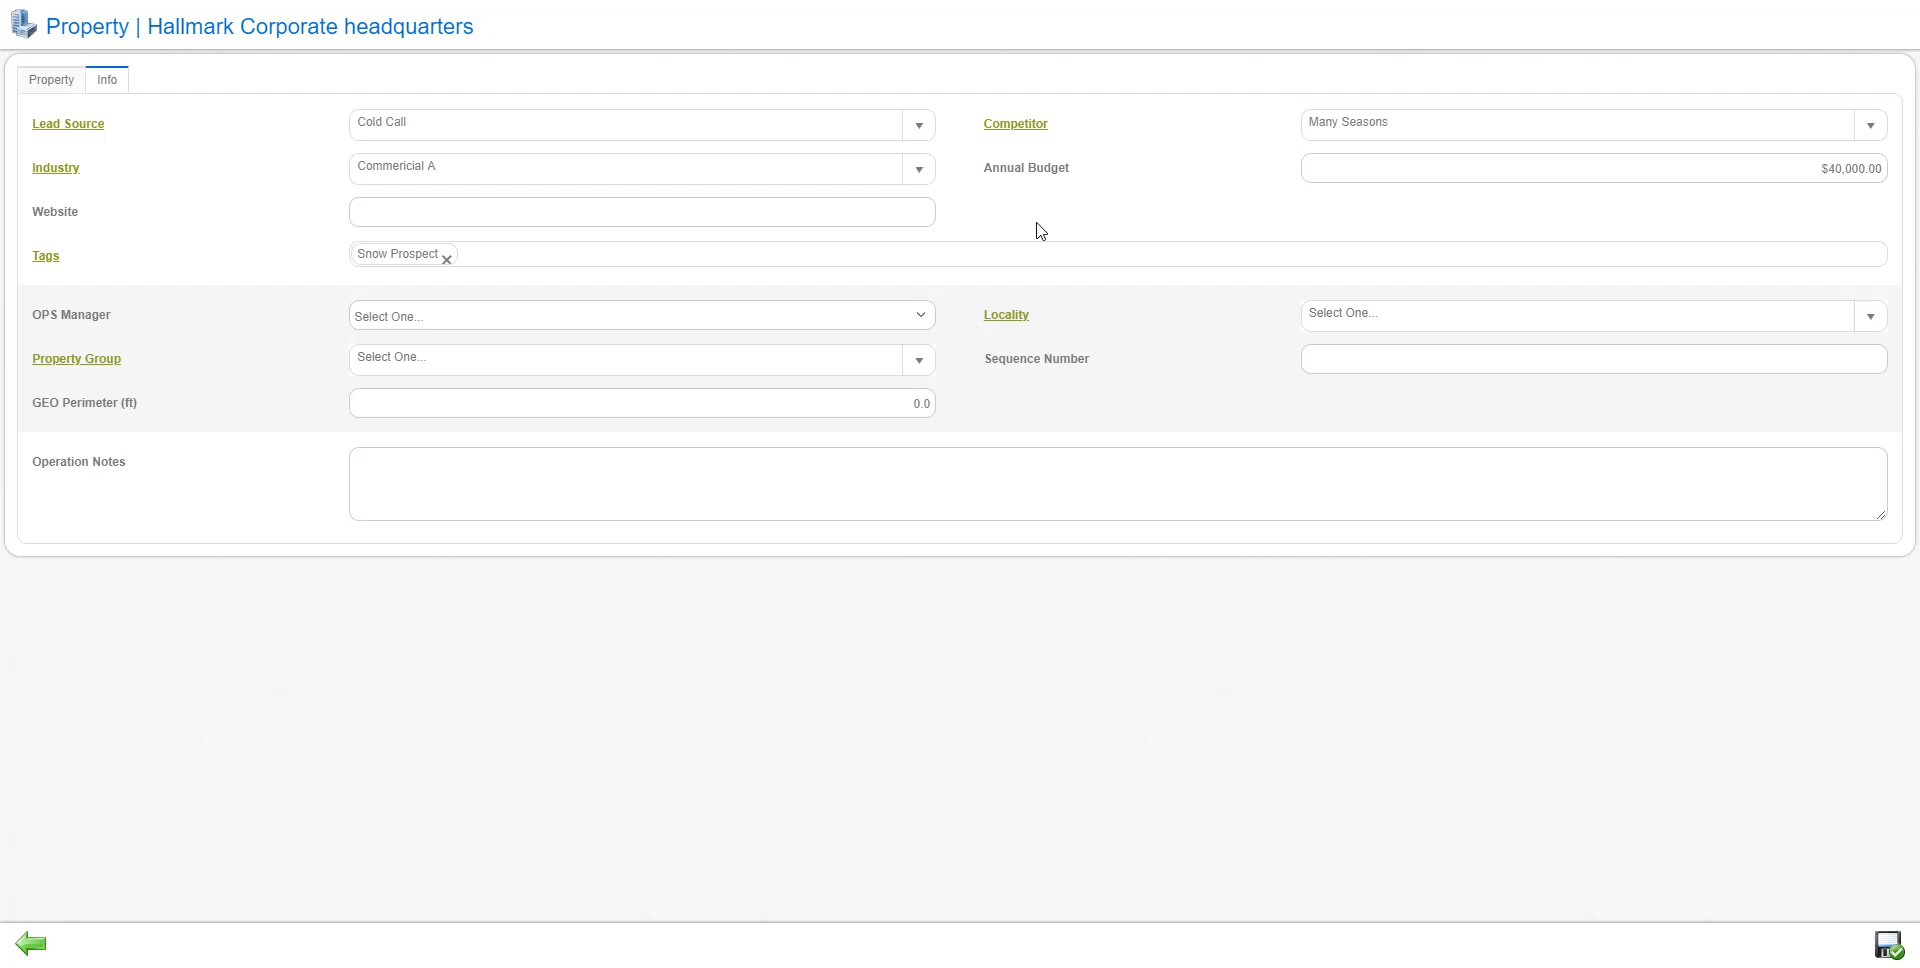 Property | Hallmark Corporate headquarters
Property Info
Lead Source Cold Call Competitor Many Seasons
Industry Commericial A Annual Budget $40,000.00
Website
Tags Snow Prospect
OPS Manager Select One... Locality Select One...
Property Group Select One... Sequence Number
GEO Perimeter (ft) 0.0
Operation Notes